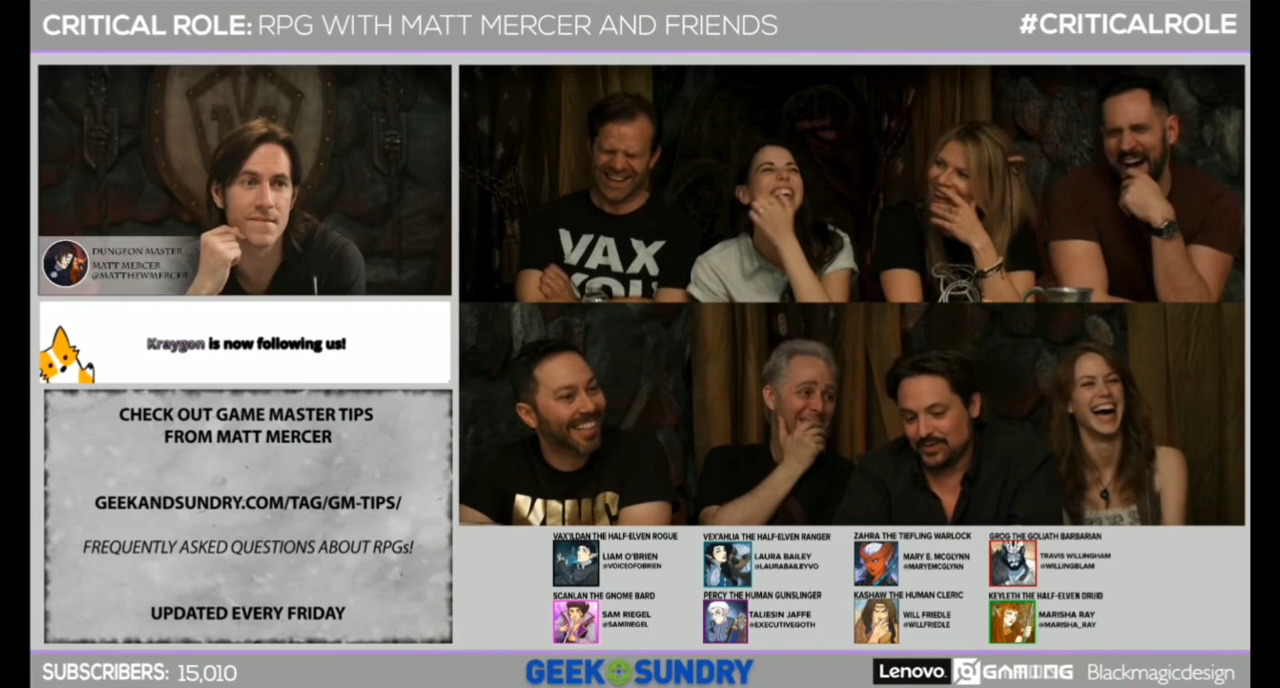 CRITICAL ROLE: RPG WITH MATT MERCER AND FRIENDS
#CRITICALROLE
DUNGEON MASTER
MATT MERCER
@MATTHEWMERCER
VAX
YOU
Kraygon is now following us!
CHECK OUT GAME MASTER TIPS
FROM MATT MERCER
GEEKANDSUNDRY.COM/TAG/GM-TIPS/
FREQUENTLY ASKED QUESTIONS ABOUT RPGs!
UPDATED EVERY FRIDAY
VAX'ILDAN THE HALF-ELVEN ROGUE
LIAM O'BRIEN
@VOICEOFOBRIEN
VEX'AHLIA THE HALF-ELVEN RANGER
LAURA BAILEY
@LAURABAILEYVO
ZAHRA THE TIEFLING WARLOCK
MARY E. MCGLYNN
@MARYEMCGLYNN
GROG THE GOLIATH BARBARIAN
TRAVIS WILLINGHAM
@WILLINGBLAM
SCANLAN THE GNOME BARD
SAM RIEGEL
@SAMRIEGEL
PERCY THE HUMAN GUNSLINGER
TALIESIN JAFFE
@EXECUTIVEGOTH
KASHAW THE HUMAN CLERIC
WILL FRIEDLE
@WILLFRIEDLE
KEYLETH THE HALF-ELVEN DRUID
MARISHA RAY
@MARISHA_RAY
SUBSCRIBERS: 15,010
GEEK & SUNDRY
Lenovo. GAMING Blackmagicdesign